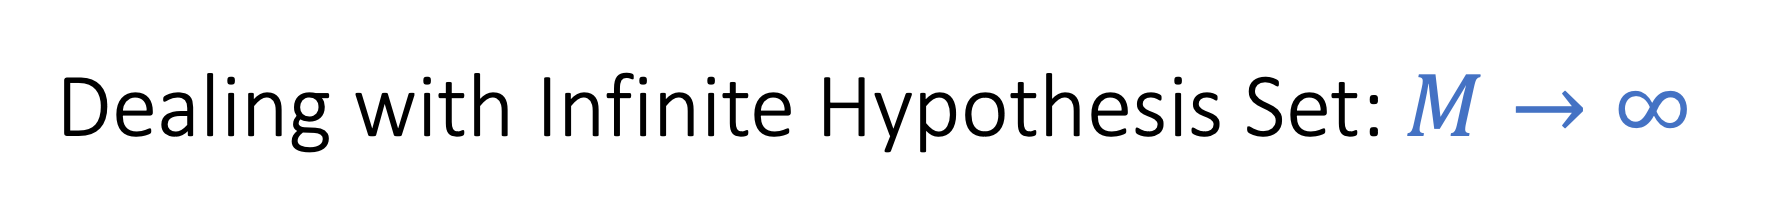 Dealing with Infinite Hypothesis Set: M → ∞